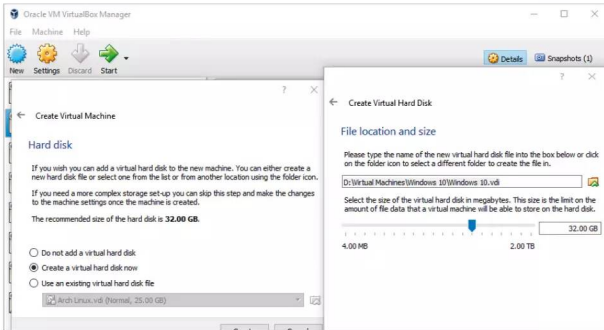 Oracle VM VirtualBox Manager
File Machine Help
New Settings Discard Start
Details Snapshots (1)
Create Virtual Machine
Hard disk
If you wish you can add a virtual hard disk to the new machine. You can either create a
new hard disk file or select one from the list or from another location using the folder icon.
If you need a more complex storage set-up you can skip this step and make the changes
to the machine settings once the machine is created.
The recommended size of the hard disk is 32.00 GB.
Do not add a virtual hard disk
Create a virtual hard disk now
Use an existing virtual hard disk file
Arch Linux.vdi (Normal, 25.00 GB)
? 
Create Virtual Hard Disk
File location and size
Please type the name of the new virtual hard disk file into the box below or click
on the folder icon to select a different folder to create the file in.
D:\Virtual Machines\Windows 10\Windows 10.vdi
Select the size of the virtual hard disk in megabytes. This size is the limit on the
amount of file data that a virtual machine will be able to store on the hard disk.
32.00 GB
4.00 MB 2.00 TB